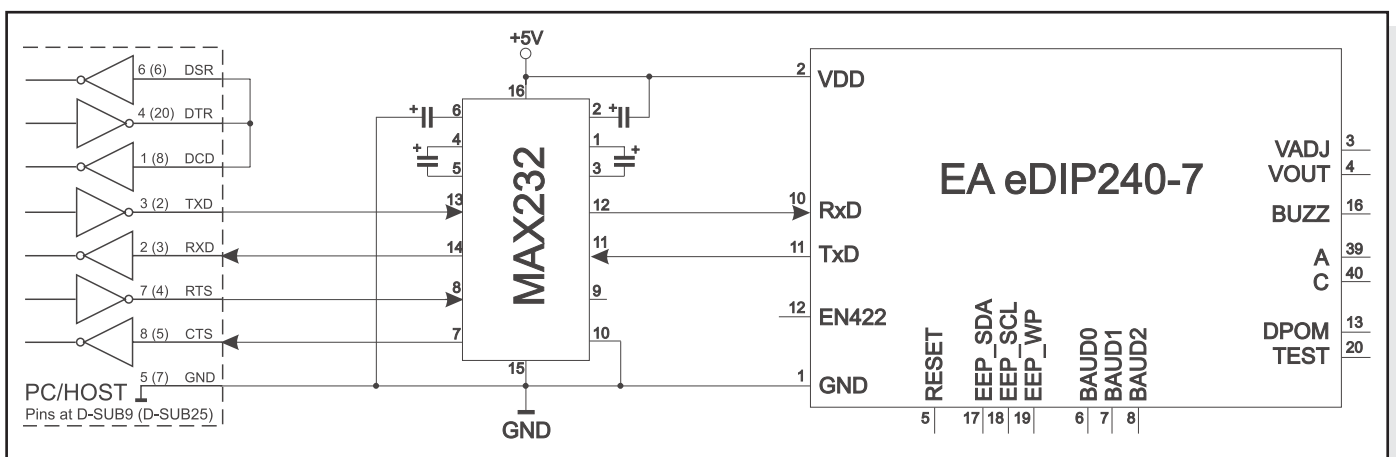 +5V
6 (6) DSR
4 (20) DTR
1 (8) DCD
3 (2) TXD
2 (3) RXD
7 (4) RTS
8 (5) CTS
5 (7) GND
PC/HOST
Pins at D-SUB9 (D-SUB25)
16
+ 6
4
+
5
13
14
8
7
15
MAX232
2 +
1
+
3
12
11
9
10
GND
EA eDIP240-7
2 VDD
10 RxD
11 TxD
12 EN422
1 GND
RESET
EEP_SDA
EEP_SCL
EEP_WP
BAUD0
BAUD1
BAUD2
5 17 18 19 6 7 8
VADJ 3
VOUT 4
BUZZ 16
A 39
C 40
DPOM 13
TEST 20